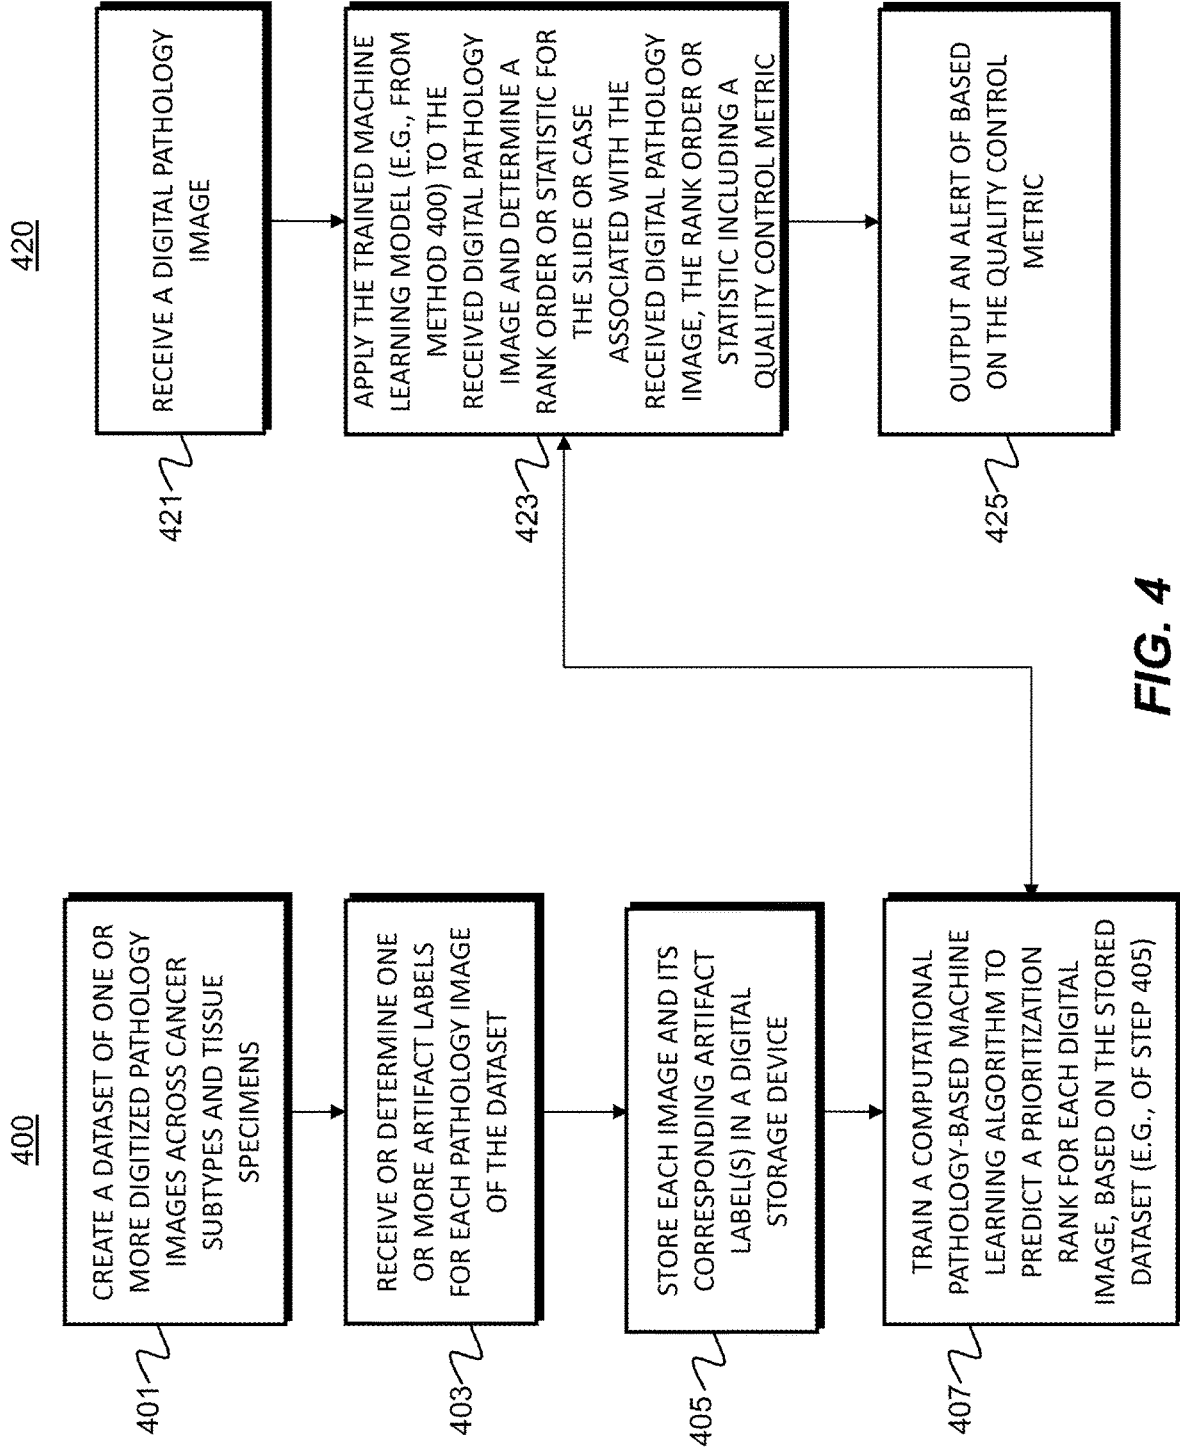 400
401
CREATE A DATASET OF ONE OR
MORE DIGITIZED PATHOLOGY
IMAGES ACROSS CANCER
SUBTYPES AND TISSUE
SPECIMENS
403
RECEIVE OR DETERMINE ONE
OR MORE ARTIFACT LABELS
FOR EACH PATHOLOGY IMAGE
OF THE DATASET
405
STORE EACH IMAGE AND ITS
CORRESPONDING ARTIFACT
LABEL(S) IN A DIGITAL
STORAGE DEVICE
407
TRAIN A COMPUTATIONAL
PATHOLOGY-BASED MACHINE
LEARNING ALGORITHM TO
PREDICT A PRIORITIZATION
RANK FOR EACH DIGITAL
IMAGE, BASED ON THE STORED
DATASET (E.G., OF STEP 405)
420
421
RECEIVE A DIGITAL PATHOLOGY
IMAGE
423
APPLY THE TRAINED MACHINE
LEARNING MODEL (E.G., FROM
METHOD 400) TO THE
RECEIVED DIGITAL PATHOLOGY
IMAGE AND DETERMINE A
RANK ORDER OR STATISTIC FOR
THE SLIDE OR CASE
ASSOCIATED WITH THE
RECEIVED DIGITAL PATHOLOGY
IMAGE, THE RANK ORDER OR
STATISTIC INCLUDING A
QUALITY CONTROL METRIC
425
OUTPUT AN ALERT OF BASED
ON THE QUALITY CONTROL
METRIC
FIG. 4